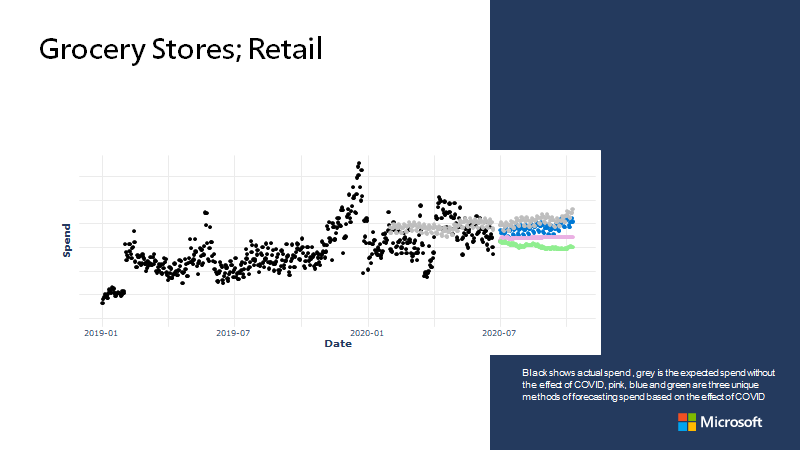 Grocery Stores; Retail
Spend
2019-01 2019-07 2020-01 2020-07
Date
Black shows actual spend, grey is the expected spend without
the effect of COVID, pink, blue and green are three unique
methods of forecasting spend based on the effect of COVID
Microsoft